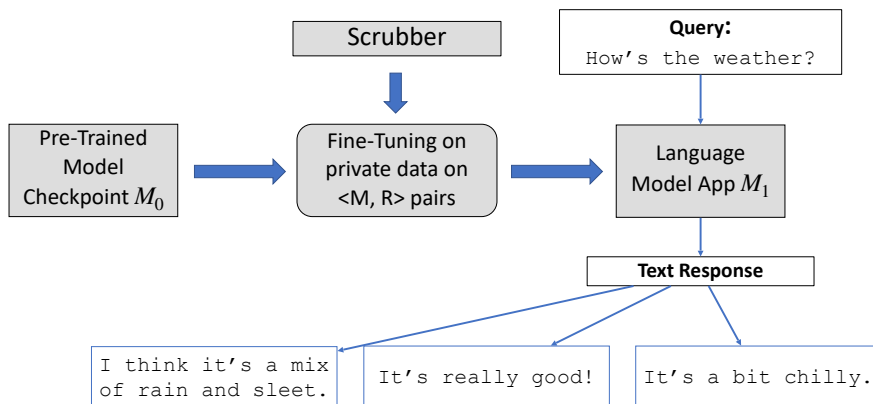 Scrubber
Query:
How's the weather?
Pre-Trained
Model
Checkpoint M₀
Fine-Tuning on
private data on
<M, R> pairs
Language
Model App M₁
Text Response
I think it's a mix
of rain and sleet.
It's really good!
It's a bit chilly.